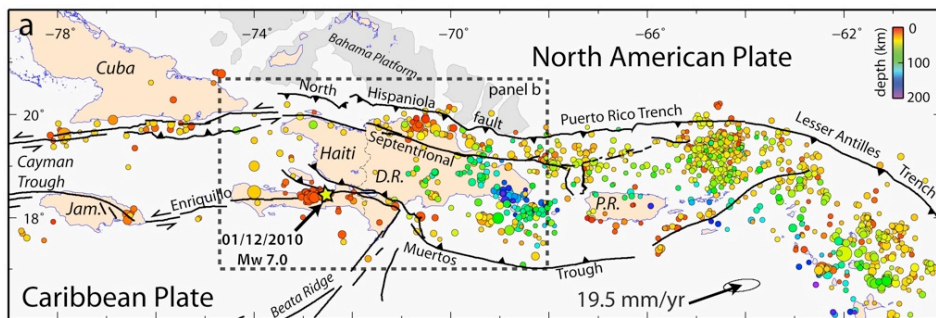 a
−78°
−74°
−70°
−66°
−62°
Cuba
Bahama Platform
North American Plate
depth (km)
0
100
200
panel b
North
Hispaniola
fault
Puerto Rico Trench
Lesser Antilles
Trench
20°
Septentrional
Haiti
D.R.
Cayman
Trough
P.R.
Enriquillo
Jam.
18°
01/12/2010
Mw 7.0
Muertos
Trough
Beata Ridge
19.5 mm/yr
Caribbean Plate